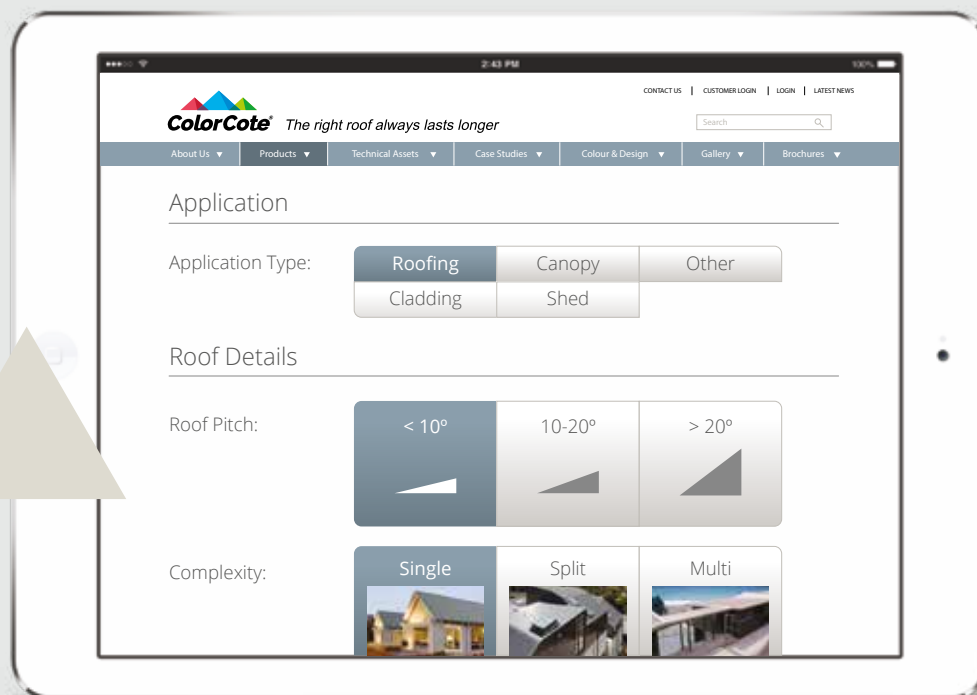 2:43 PM 100%
CONTACT US | CUSTOMER LOGIN | LOGIN | LATEST NEWS
ColorCote® The right roof always lasts longer
Search
About Us ▼ Products ▼ Technical Assets ▼ Case Studies ▼ Colour & Design ▼ Gallery ▼ Brochures ▼
Application
Application Type: Roofing Canopy Other
Cladding Shed
Roof Details
Roof Pitch: < 10º 10-20º > 20º
Complexity: Single Split Multi